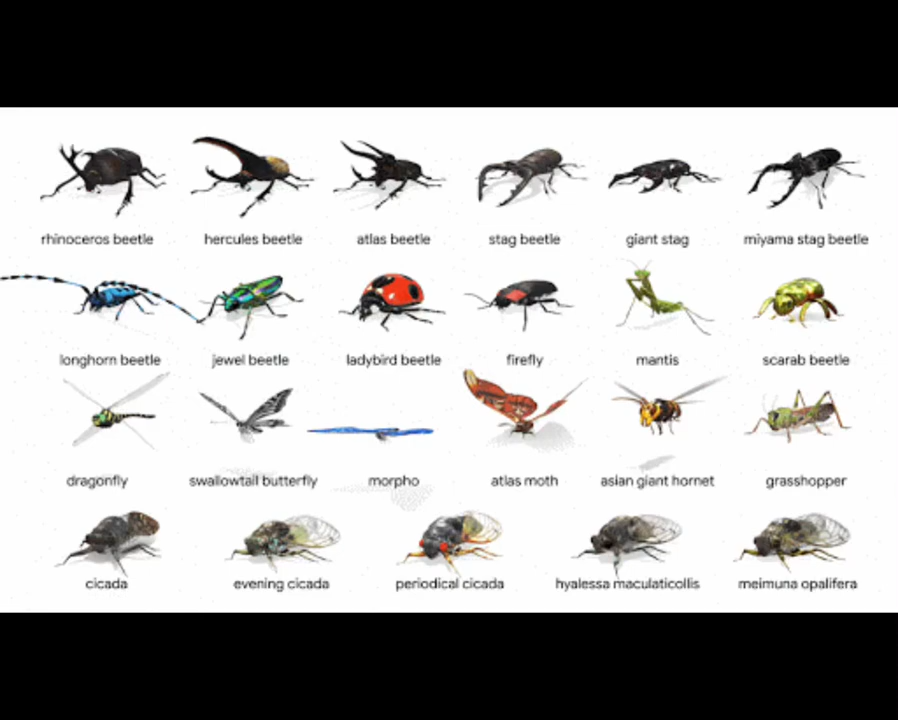 rhinoceros beetle
hercules beetle
atlas beetle
stag beetle
giant stag
miyama stag beetle
longhorn beetle
jewel beetle
ladybird beetle
firefly
mantis
scarab beetle
dragonfly
swallowtail butterfly
morpho
atlas moth
asian giant hornet
grasshopper
cicada
evening cicada
periodical cicada
hyalessa maculaticollis
meimuna opalifera